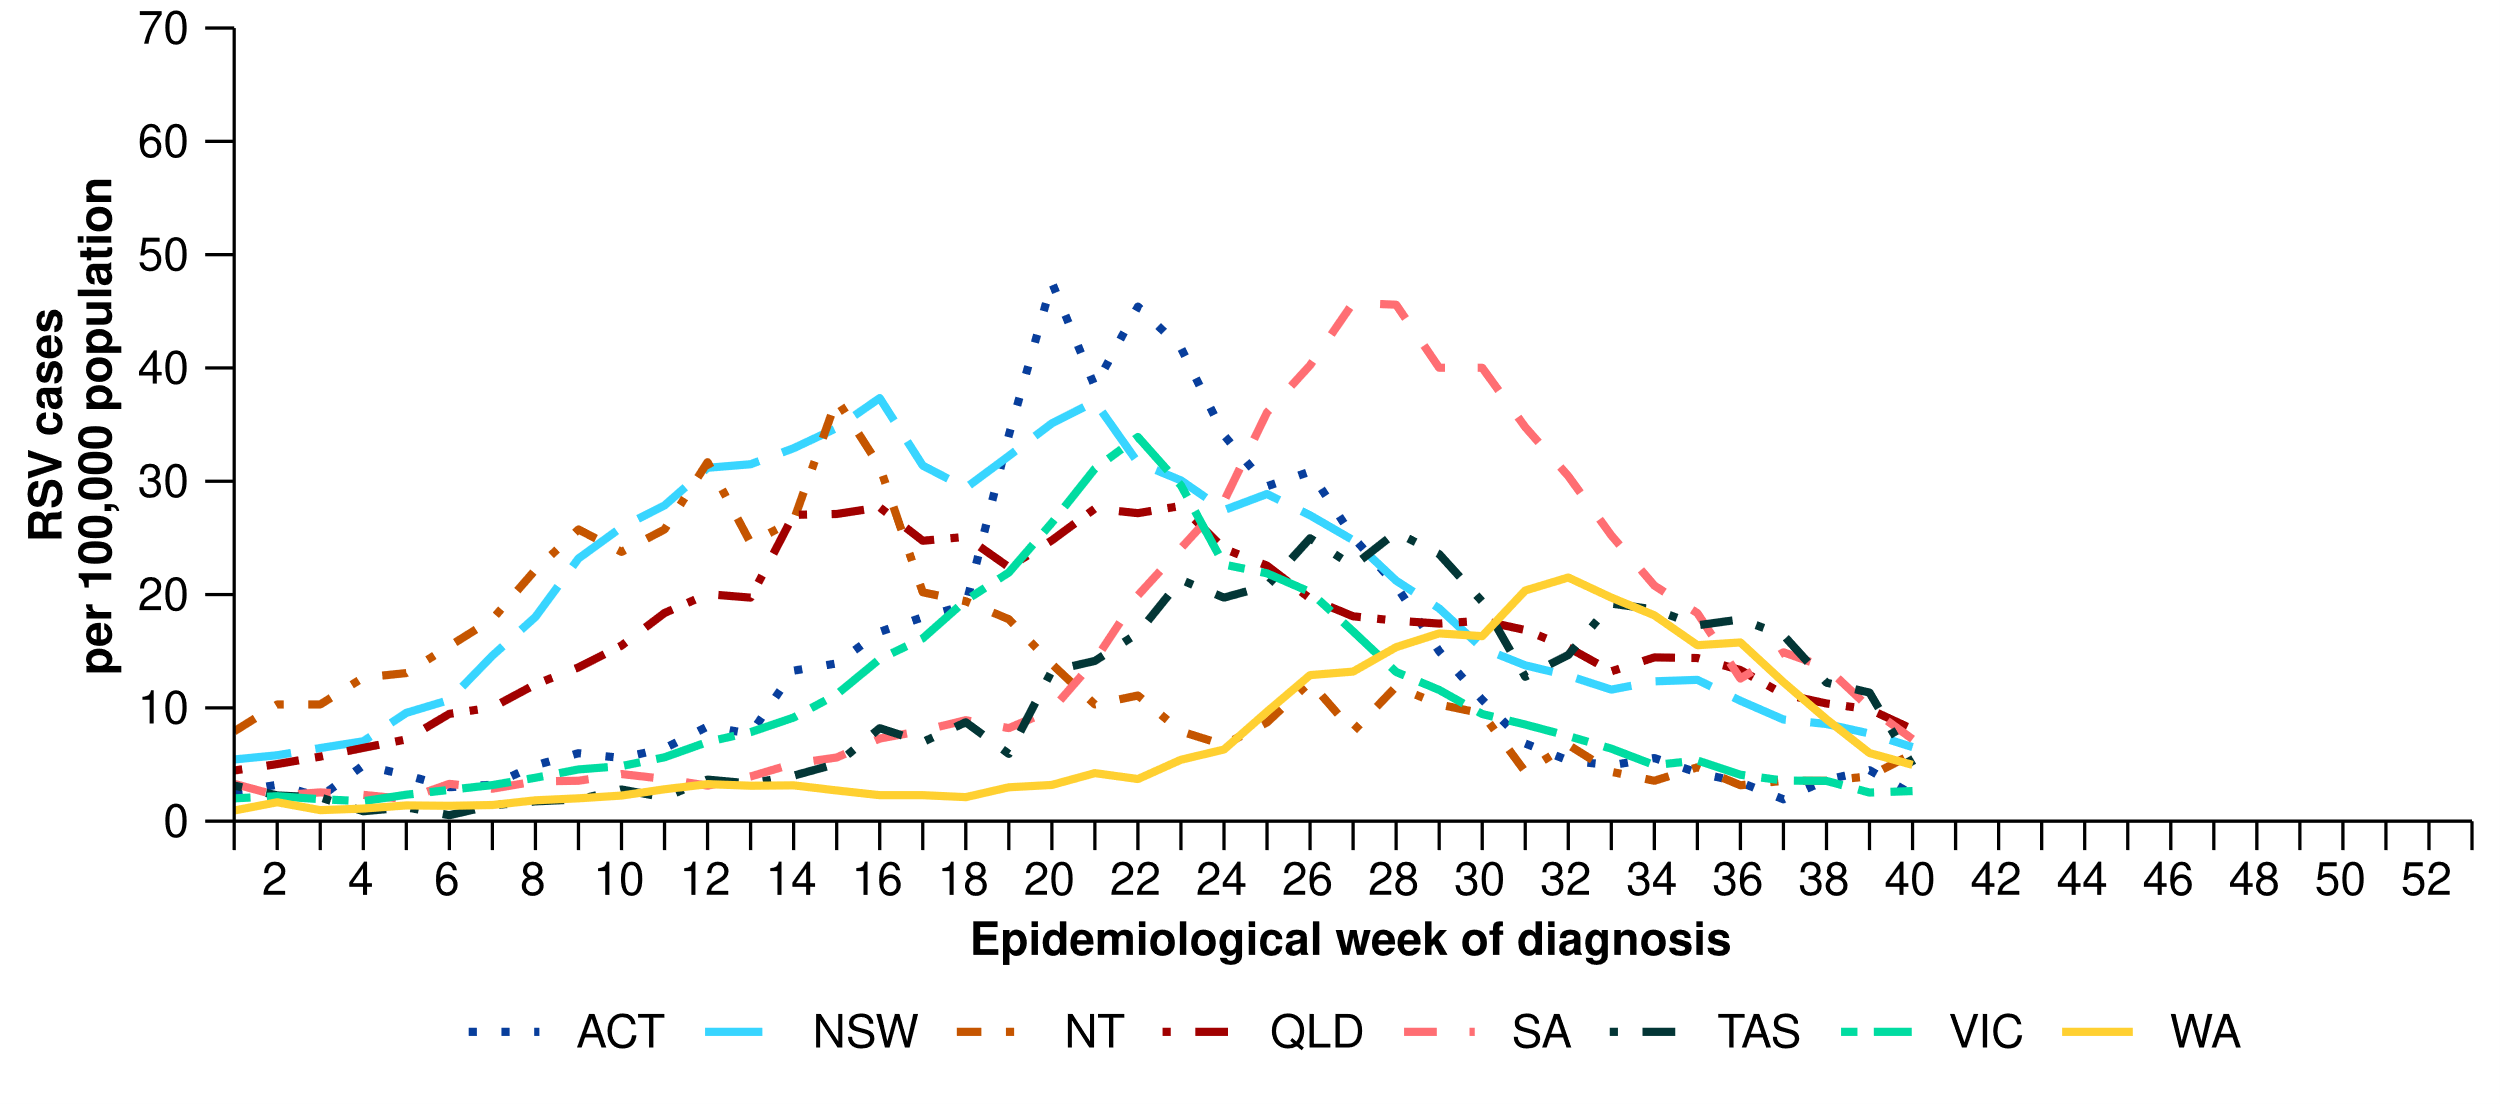 70
60
50
40
30
20
10
0
RSV cases
per 100,000 population
2 4 6 8 10 12 14 16 18 20 22 24 26 28 30 32 34 36 38 40 42 44 46 48 50 52
Epidemiological week of diagnosis
ACT NSW NT QLD SA TAS VIC WA